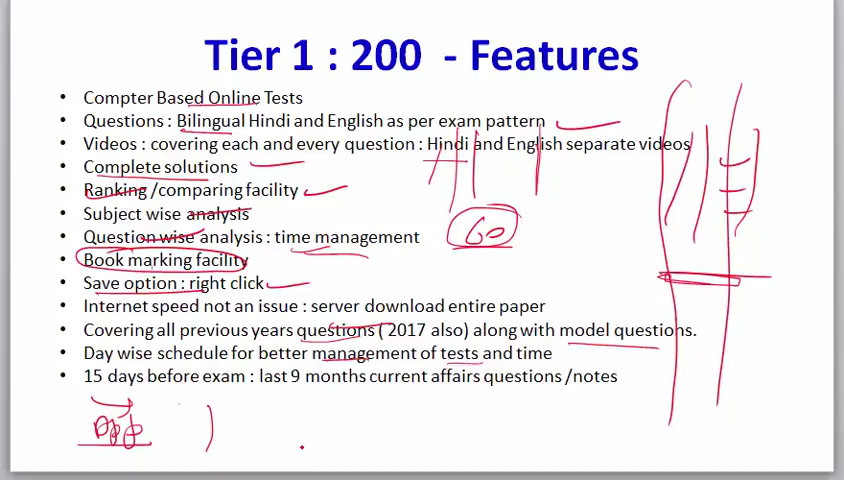 Tier 1 : 200 - Features
• Compter Based Online Tests
• Questions : Bilingual Hindi and English as per exam pattern
• Videos : covering each and every question : Hindi and English separate videos
• Complete solutions
• Ranking /comparing facility
• Subject wise analysis
• Question wise analysis : time management
60
• Book marking facility
• Save option : right click
• Internet speed not an issue : server download entire paper
• Covering all previous years questions ( 2017 also) along with model questions.
• Day wise schedule for better management of tests and time
• 15 days before exam : last 9 months current affairs questions /notes